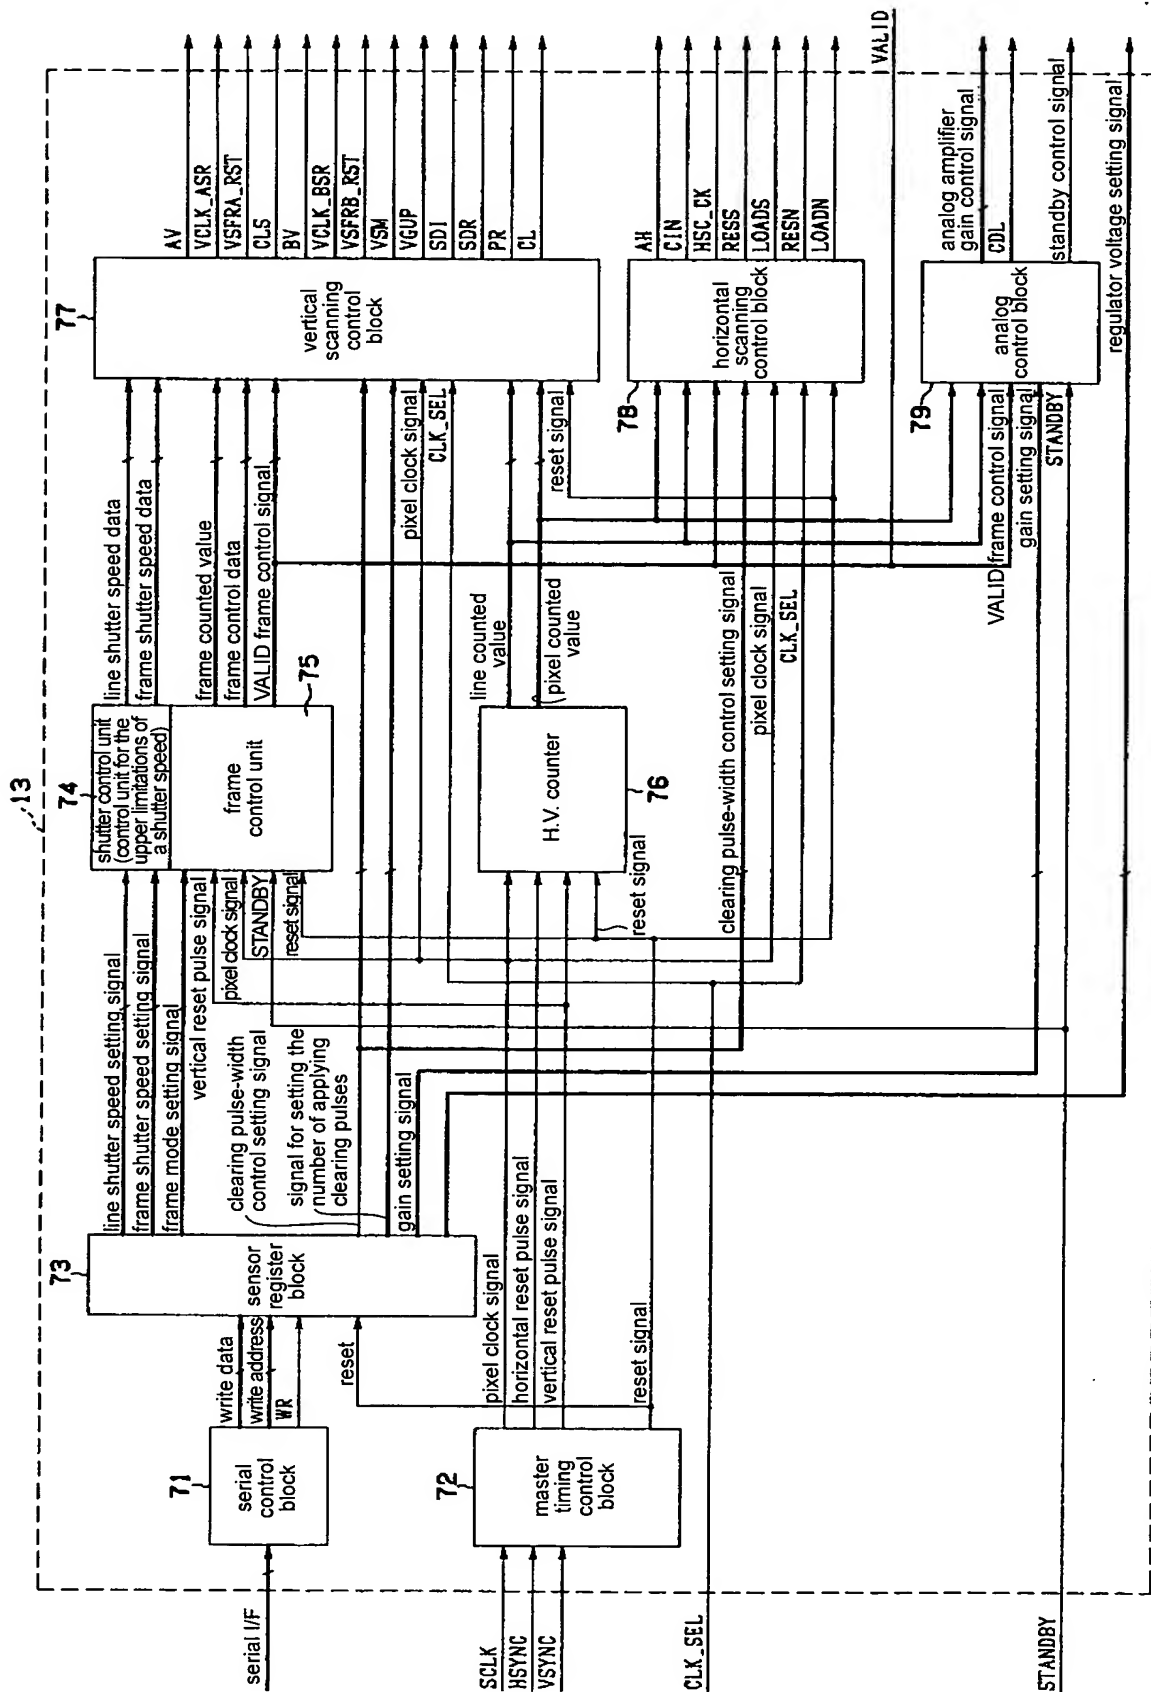 13
serial I/F
SCLK
HSYNC
VSYNC
CLK_SEL
STANDBY
71
serial
control
block
write data
write address
WR
72
master
timing
control
block
reset
pixel clock signal
horizontal reset pulse signal
vertical reset pulse signal
reset signal
73
sensor
register
block
line shutter speed setting signal
frame shutter speed setting signal
frame mode setting signal
vertical reset pulse signal
pixel clock signal
STANDBY
reset signal
clearing pulse-width
control setting signal
signal for setting the
number of applying
clearing pulses
gain setting signal
74
shutter control unit
(control unit for the
upper limitations of
a shutter speed)
frame
control unit
75
line shutter speed data
frame shutter speed data
frame counted value
frame control data
VALID frame control signal
H.V. counter
76
reset signal
line counted
value
pixel counted
value
clearing pulse-width control setting signal
pixel clock signal
CLK_SEL
pixel clock signal
CLK_SEL
reset signal
77
vertical
scanning
control
block
AV
VCLK_ASR
VSFRA_RST
CLS
BV
VCLK_BSR
VSFRB_RST
VSM
VGUP
SDI
SDR
PR
CL
78
horizontal
scanning
control block
AH
CIN
HSC_CK
RESS
LOADS
RESN
LOADN
VALID
79
analog
control block
VALID frame control signal
gain setting signal
STANDBY
analog amplifier
gain control signal
CDL
standby control signal
regulator voltage setting signal